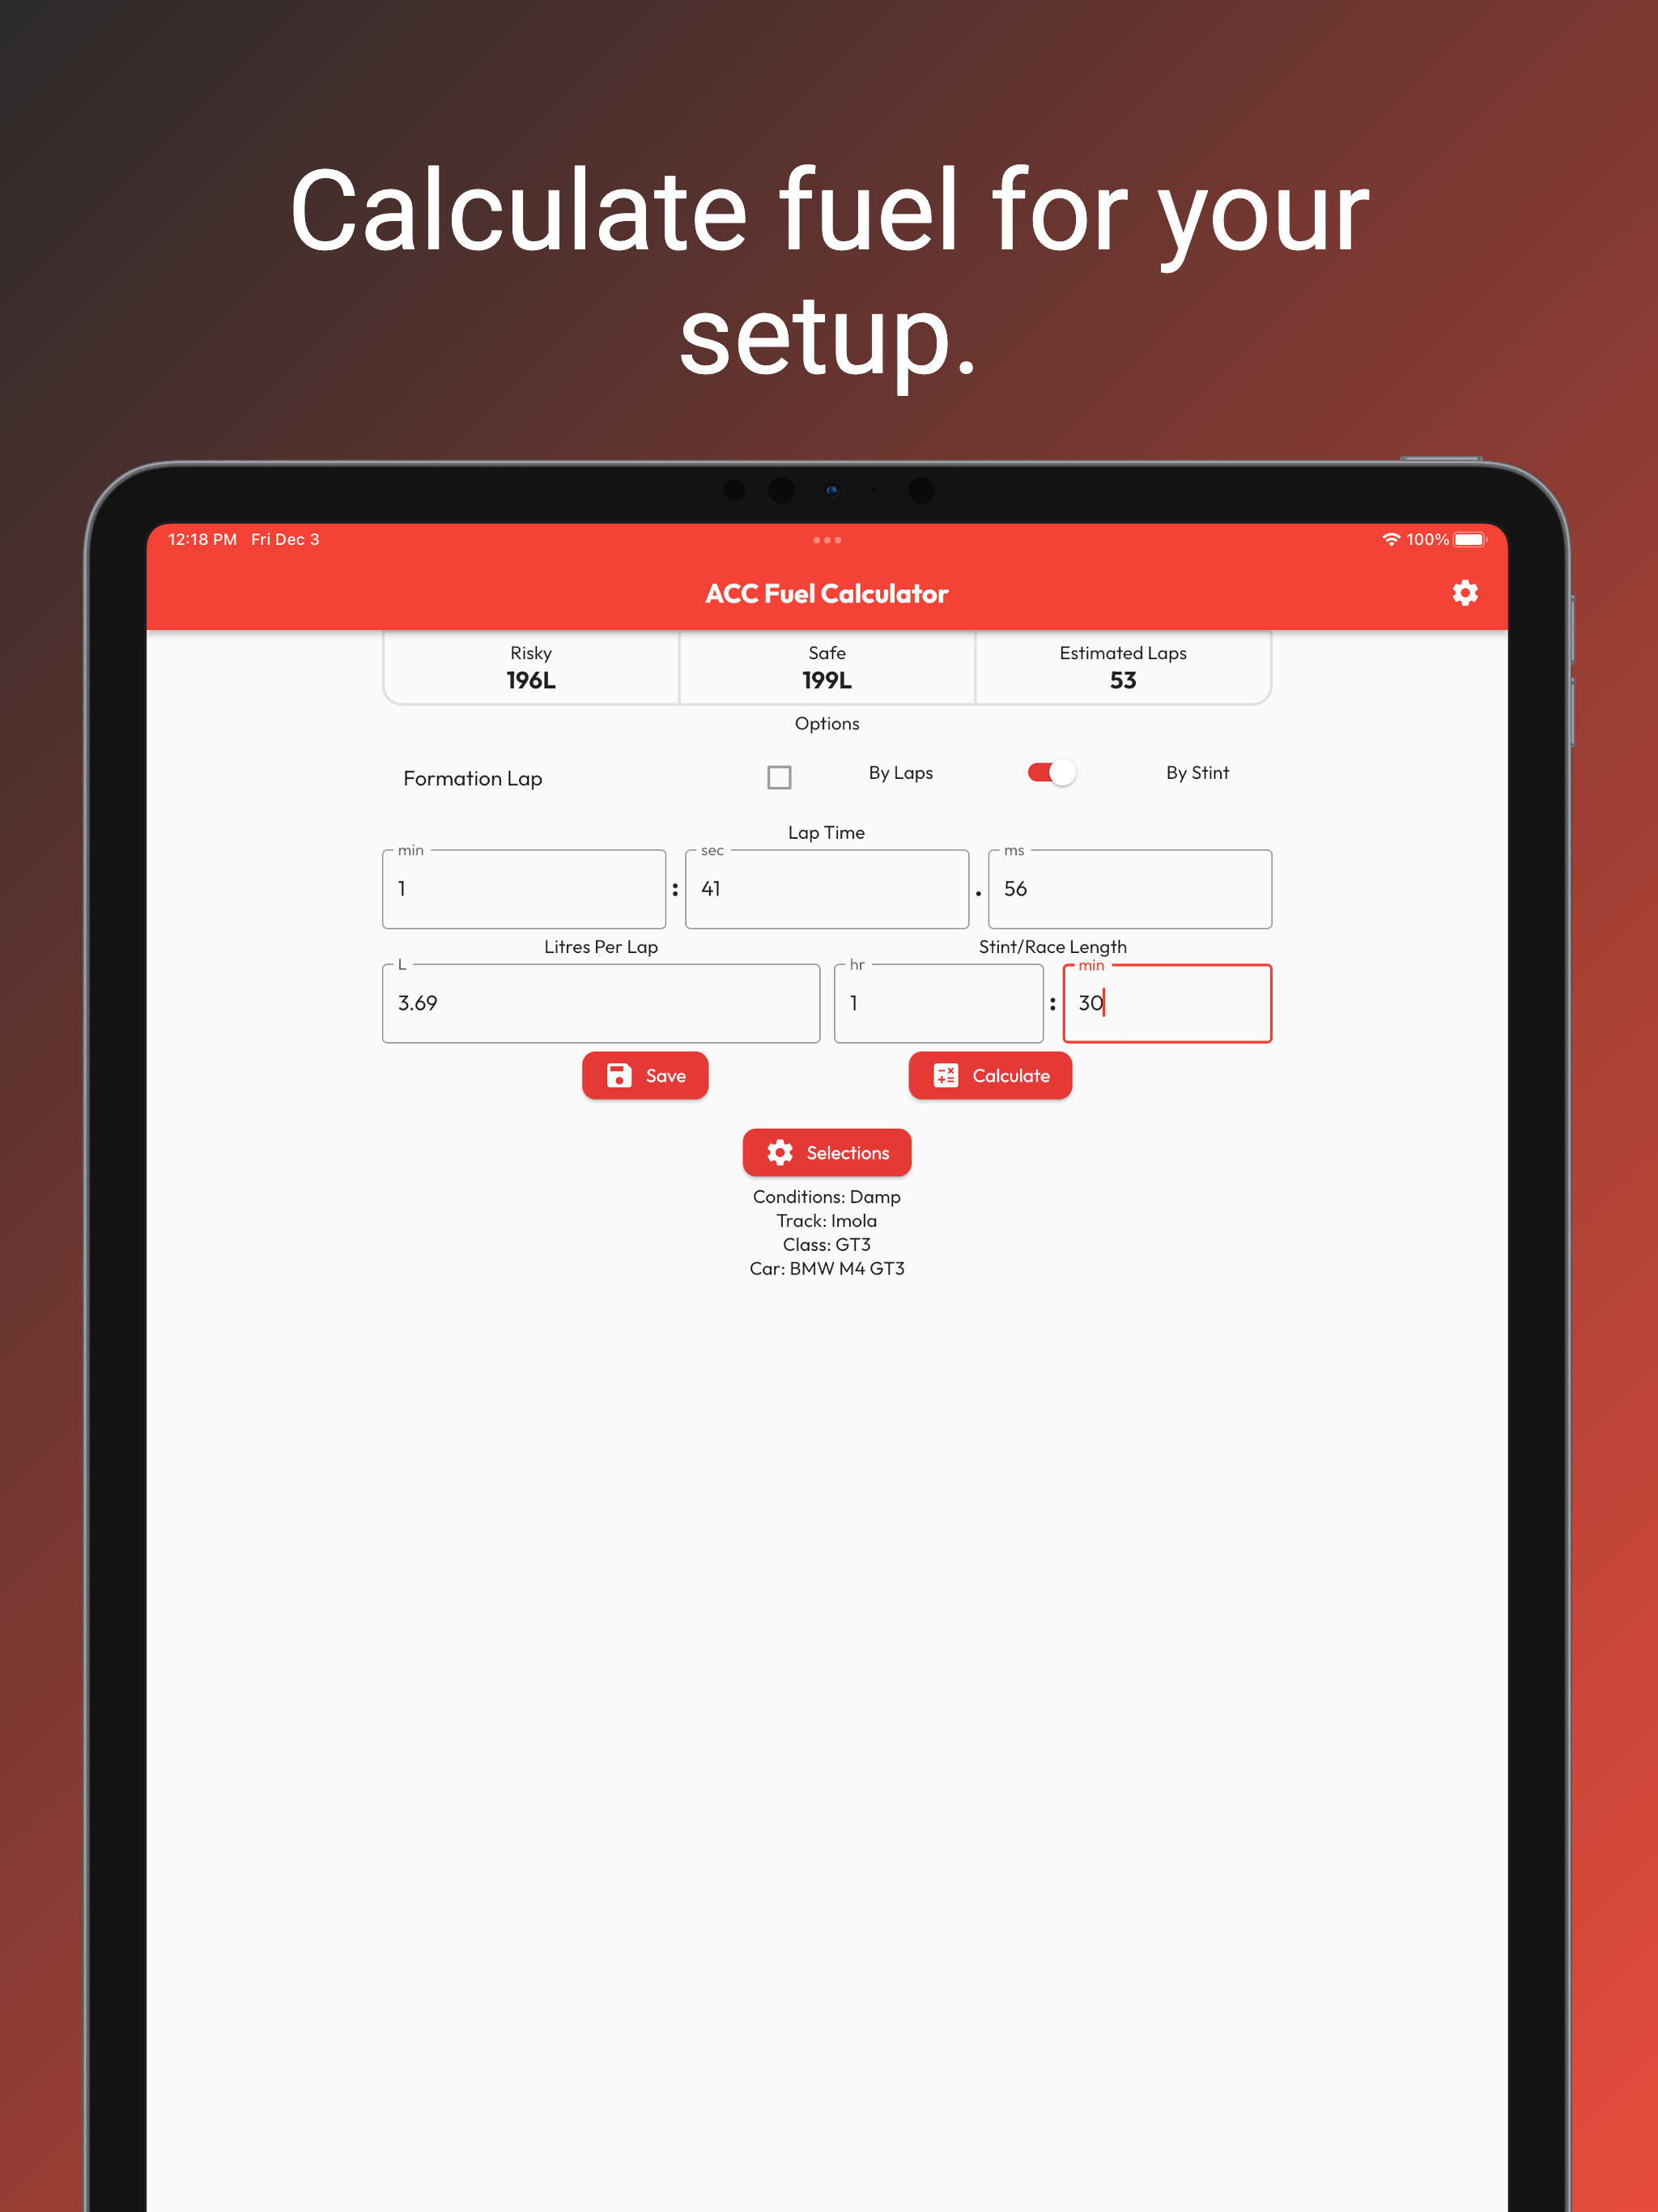 Calculate fuel for your
setup.
12:18 PM Fri Dec 3
100%
ACC Fuel Calculator
Risky
196L
Safe
199L
Estimated Laps
53
Options
Formation Lap
By Laps
By Stint
Lap Time
min
1
:
sec
41
.
ms
56
Litres Per Lap
L
3.69
Stint/Race Length
hr
1
:
min
30
Save
Calculate
Selections
Conditions: Damp
Track: Imola
Class: GT3
Car: BMW M4 GT3